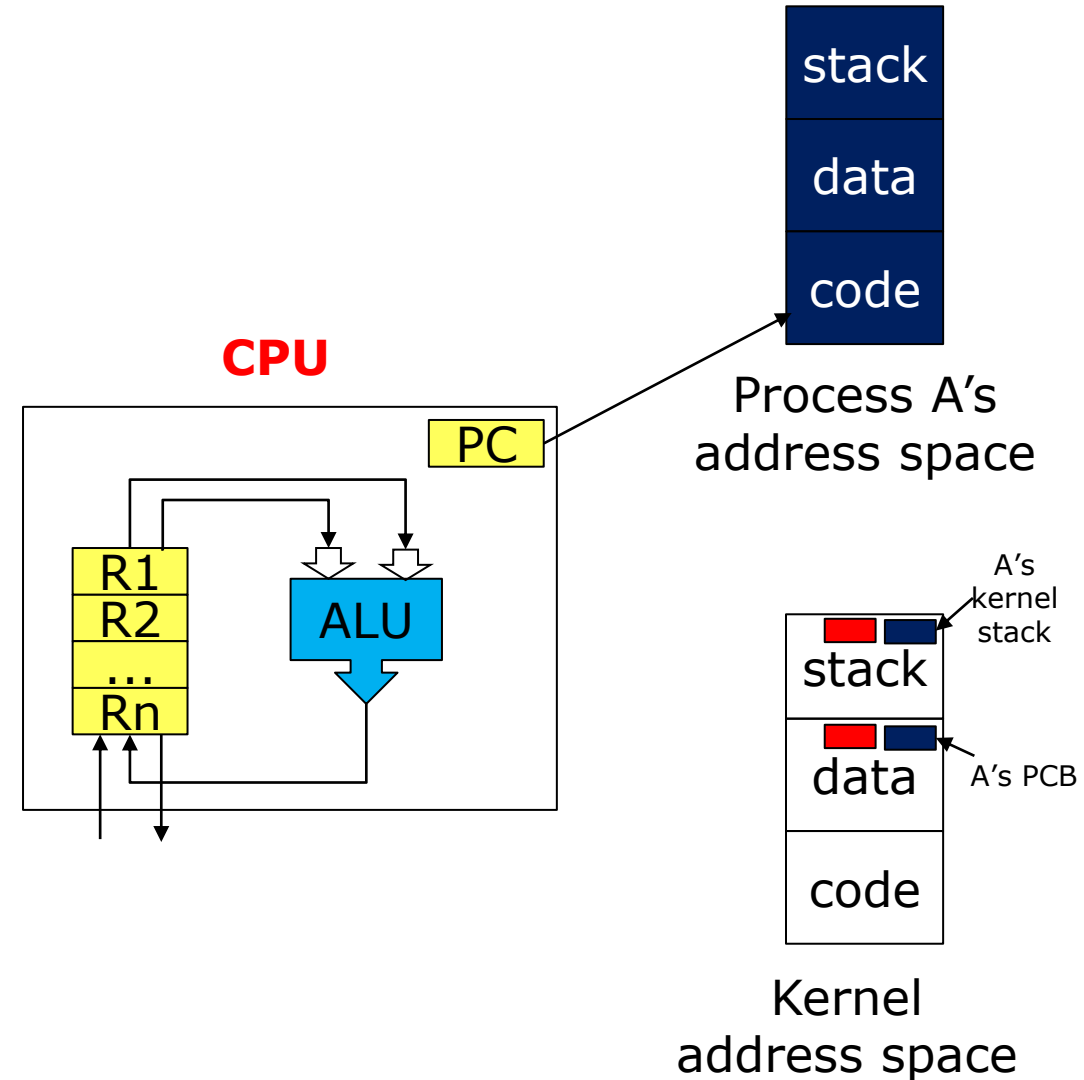 stack
data
code
Process A’s
address space
CPU
PC
R1
R2
...
Rn
ALU
A’s
kernel
stack
stack
data
A’s PCB
code
Kernel
address space